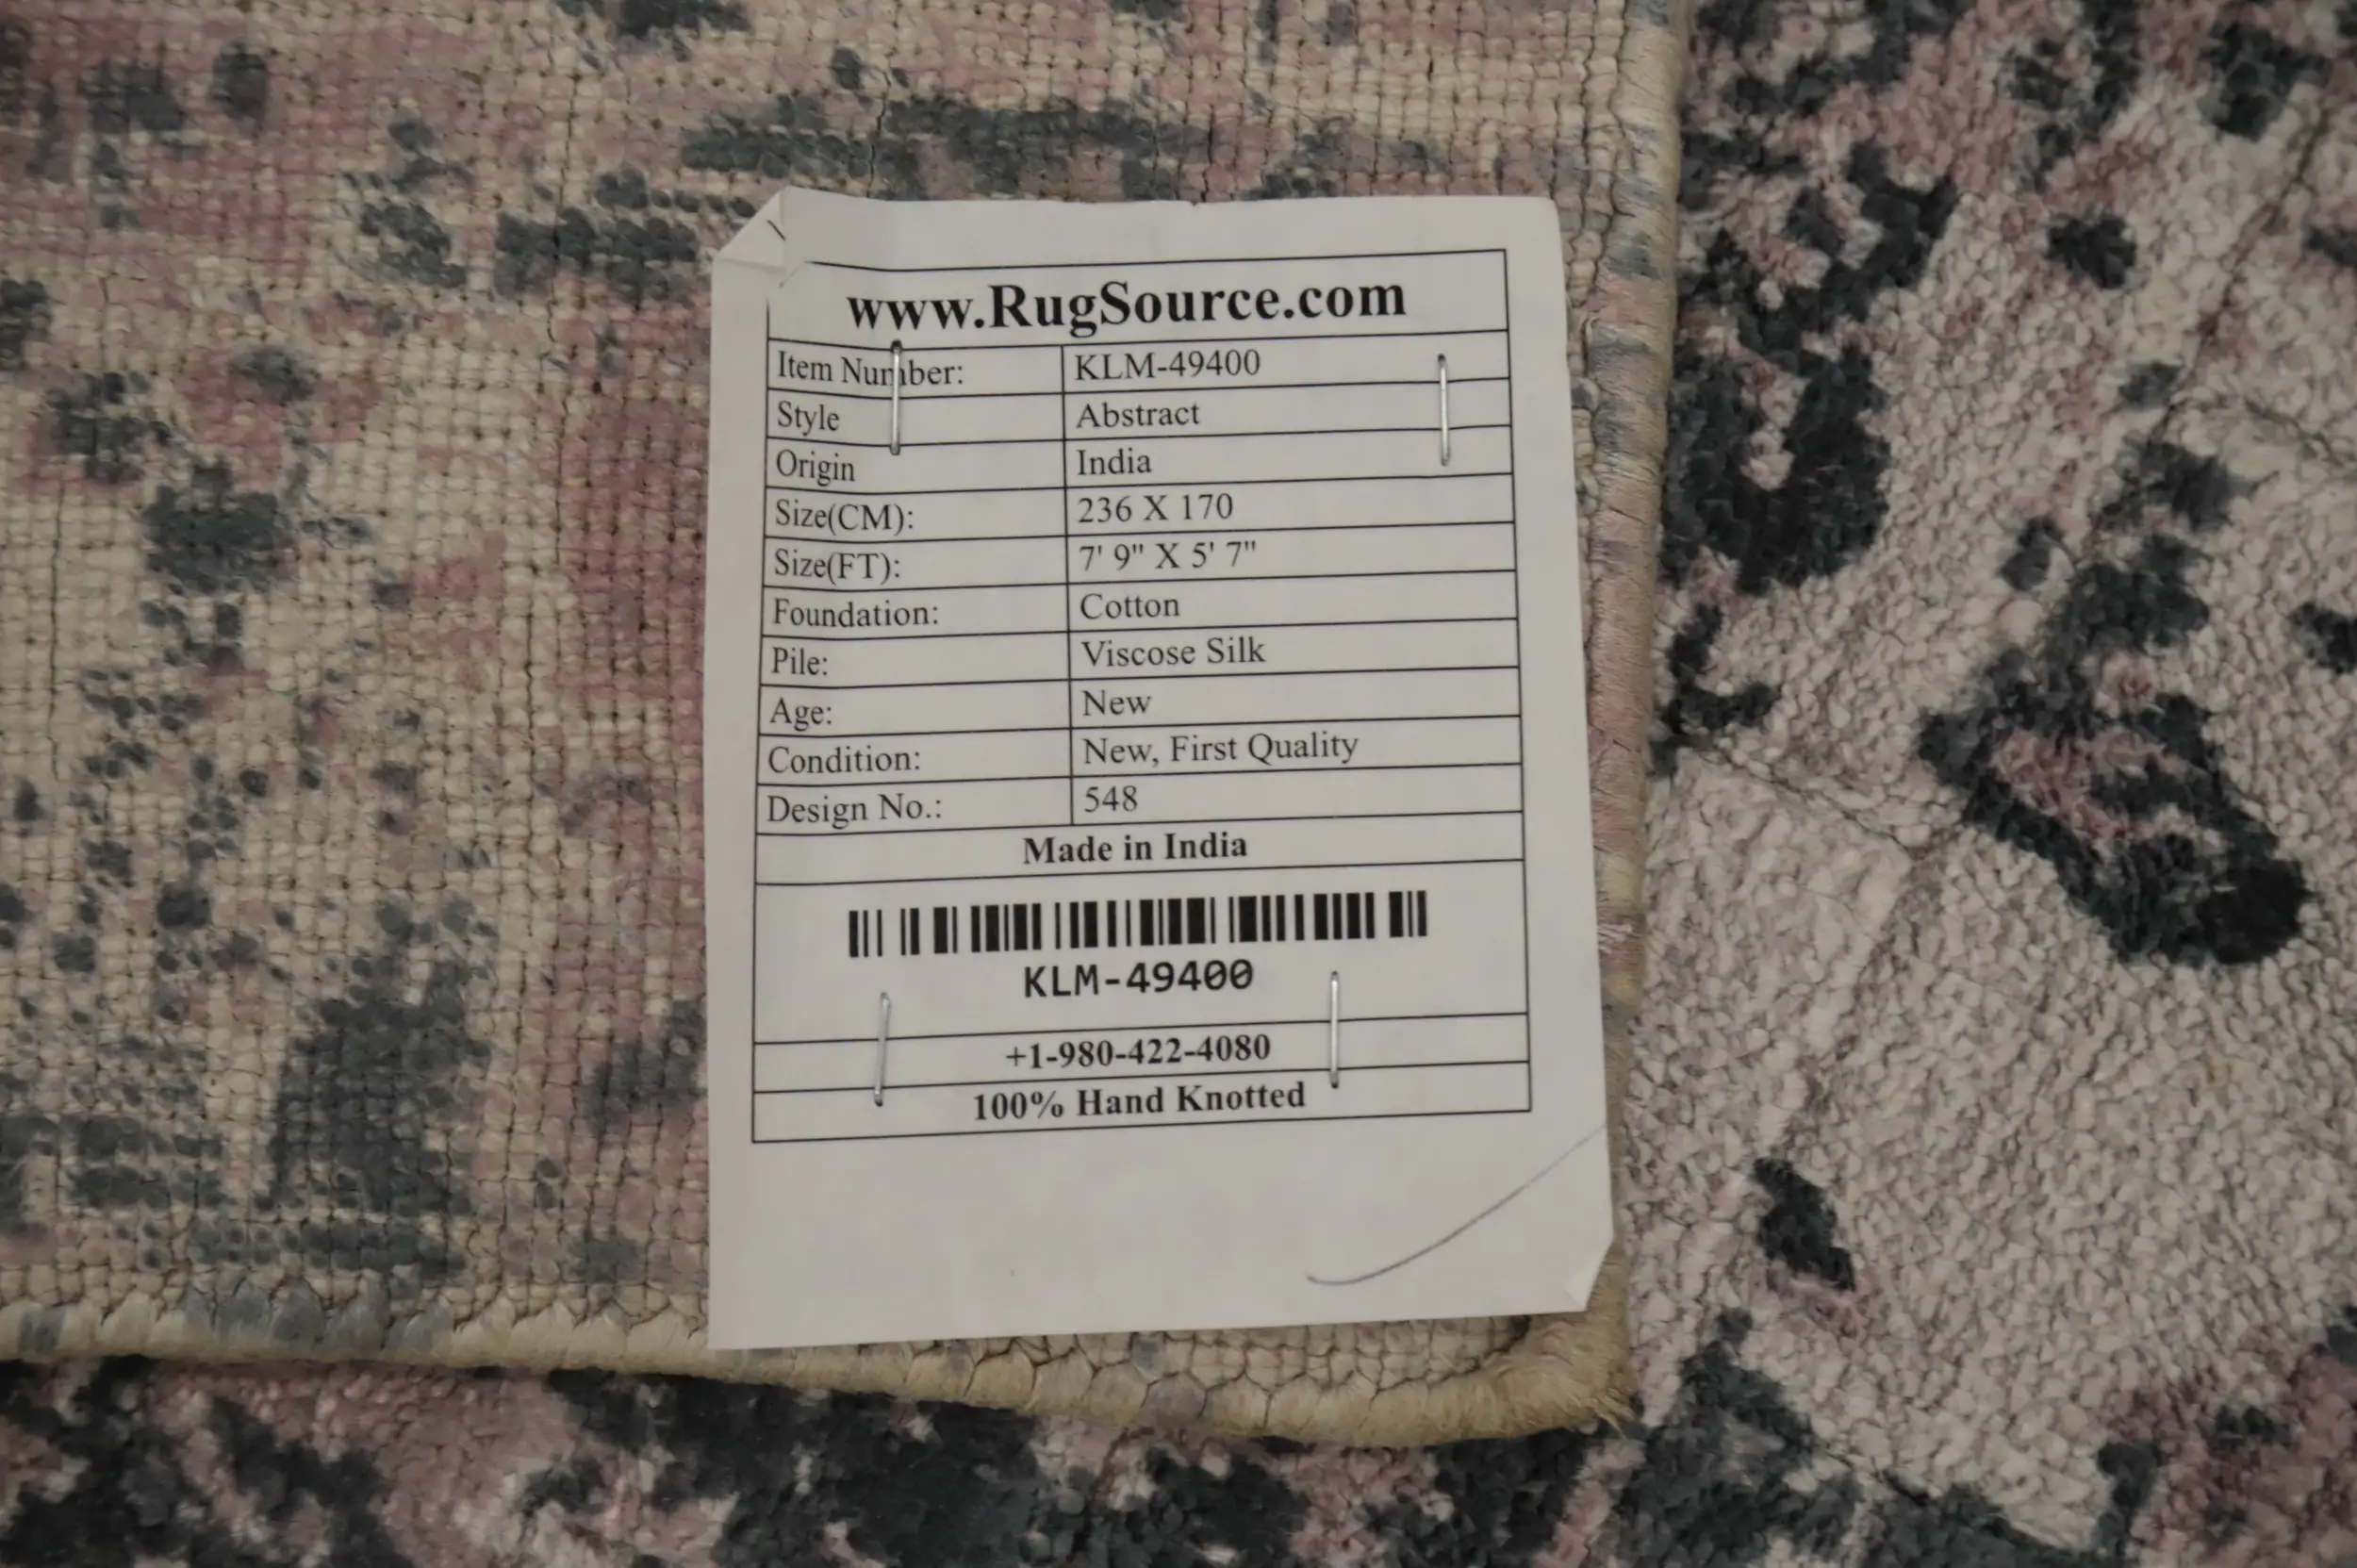 www.RugSource.com
Item Number: KLM-49400
Style Abstract
Origin India
Size(CM): 236 X 170
Size(FT): 7' 9" X 5' 7"
Foundation: Cotton
Pile: Viscose Silk
Age: New
Condition: New, First Quality
Design No.: 548
Made in India
KLM-49400
+1-980-422-4080
100% Hand Knotted